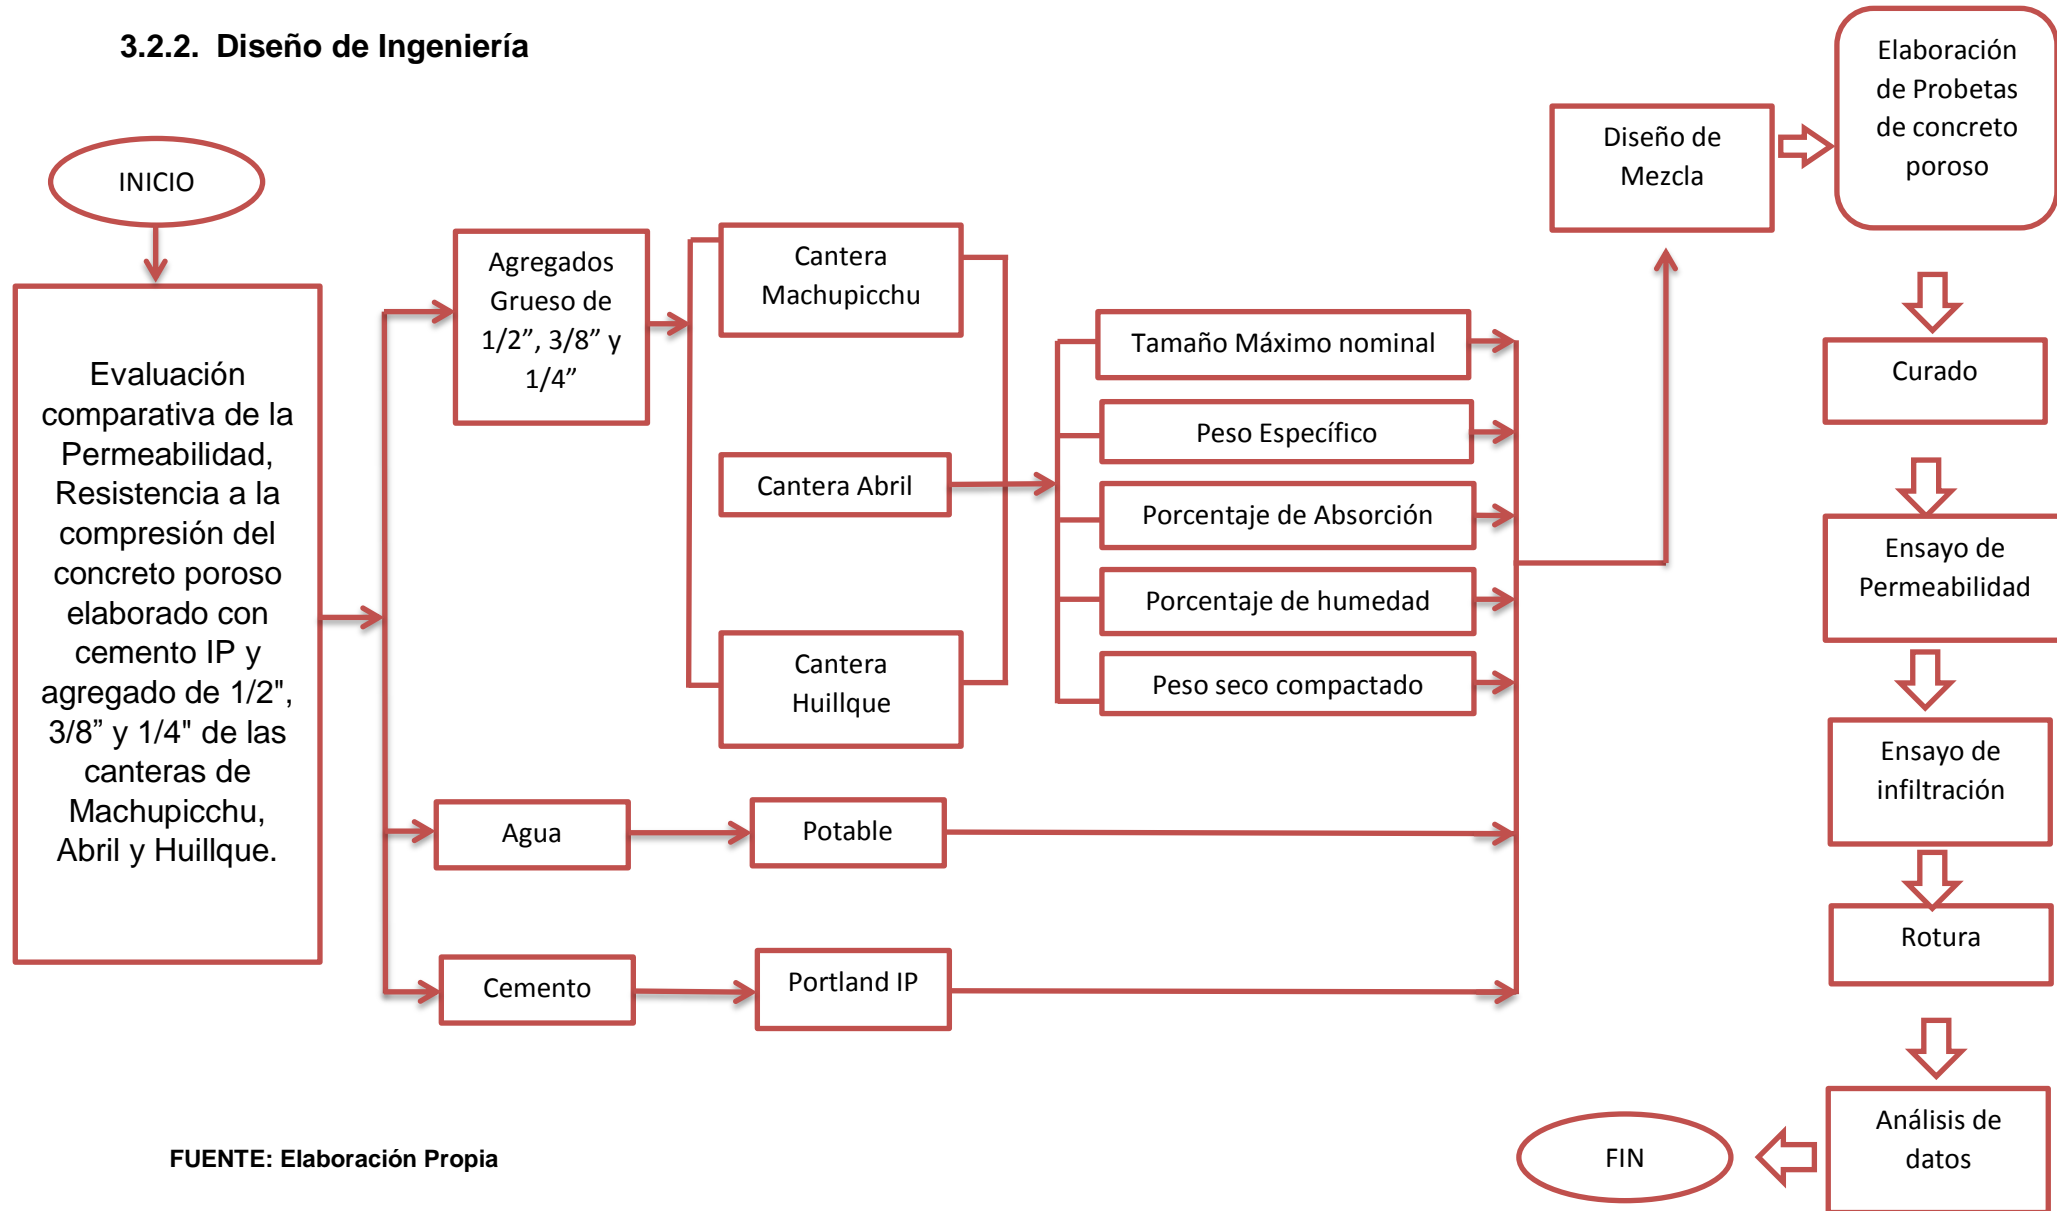 3.2.2. Diseño de Ingeniería
INICIO
Evaluación
comparativa de la
Permeabilidad,
Resistencia a la
compresión del
concreto poroso
elaborado con
cemento IP y
agregado de 1/2",
3/8” y 1/4" de las
canteras de
Machupicchu,
Abril y Huillque.
Agregados
Grueso de
1/2”, 3/8” y
1/4”
Cantera
Machupicchu
Cantera Abril
Cantera
Huillque
Tamaño Máximo nominal
Peso Específico
Porcentaje de Absorción
Porcentaje de humedad
Peso seco compactado
Agua
Potable
Cemento
Portland IP
Diseño de
Mezcla
Elaboración
de Probetas
de concreto
poroso
Curado
Ensayo de
Permeabilidad
Ensayo de
infiltración
Rotura
Análisis de
datos
FIN
FUENTE: Elaboración Propia